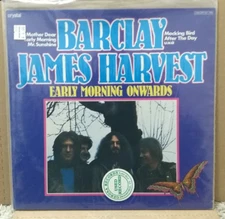 Mother Dear
Early Morning
Mr. Sunshine
Mocking Bird
After The Day
BARCLAY
JAMES HARVEST
EARLY MORNING ONWARDS